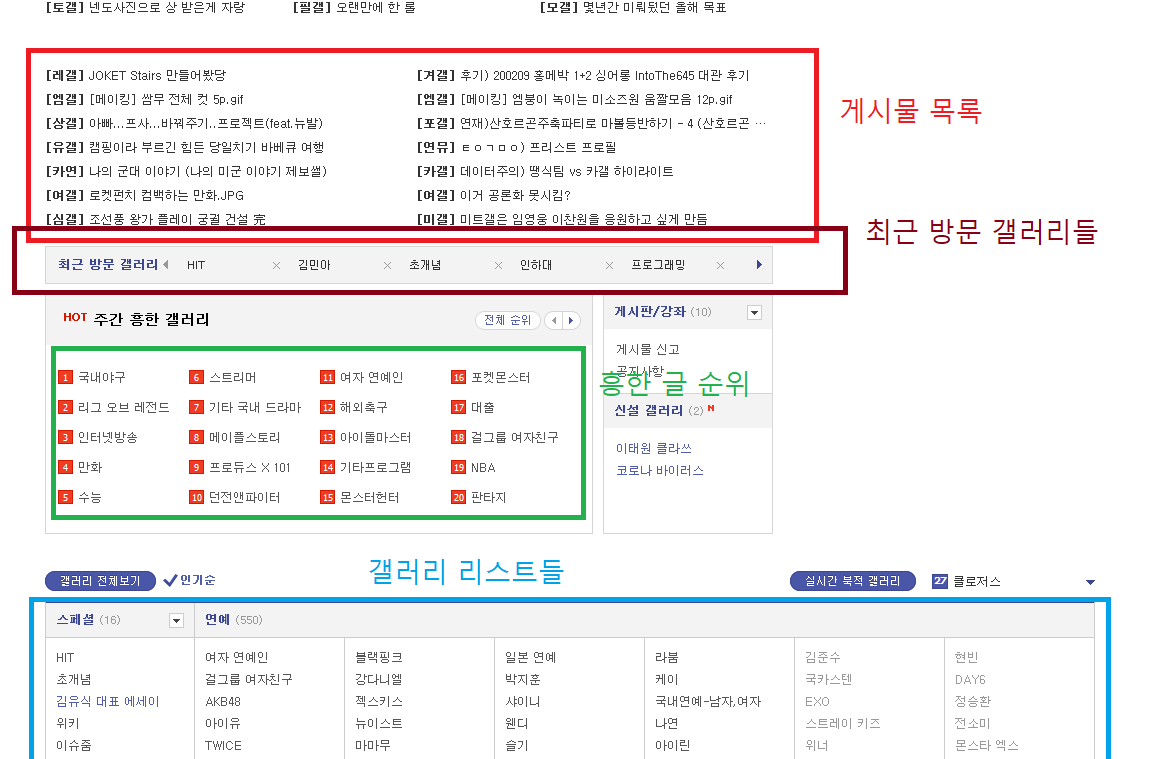 [토갤] 넨도사진으로 상 받은게 자랑 [필갤] 오랜만에 한 롤 [모갤] 몇년간 미뤄뒀던 올해 목표
[레갤] JOKET Stairs 만들어봤당 [겨갤] 후기) 200209 홍메박 1+2 싱어롱 IntoThe645 대관 후기
[엠갤] [메이킹] 쌈무 전체 컷 5p.gif [엠갤] [메이킹] 엠붕이 녹이는 미소즈원 움짤모음 12p.gif
게시물 목록
[상갤] 아빠...프사...바꿔주기..프로젝트(feat.뉴발) [포갤] 연재)산호르곤주축파티로 마볼등반하기 - 4 (산호르곤 …
[유갤] 캠핑이라 부르긴 힘든 당일치기 바베큐 여행 [연뮤] ㅌㅇㄱㅁㅇ) 프리스트 프로필
[카연] 나의 군대 이야기 (나의 미군 이야기 제보썰) [카갤] 데이터주의) 땡식팀 vs 카갤 하이라이트
[여갤] 로켓펀치 컴백하는 만화.JPG [여갤] 이거 공론화 못시킴?
[심갤] 조선풍 왕가 플레이 궁궐 건설 完 [미갤] 미트갤은 임영웅 이찬원을 응원하고 싶게 만듬
최근 방문 갤러리들
최근 방문 갤러리 HIT 김민아 초개념 인하대 프로그래밍
HOT 주간 흥한 갤러리 전체 순위
게시판/강좌 (10)
게시물 신고
공지사항
흥한 글 순위
1 국내야구 6 스트리머 11 여자 연예인 16 포켓몬스터
2 리그 오브 레전드 7 기타 국내 드라마 12 해외축구 17 대출
3 인터넷방송 8 메이플스토리 13 아이돌마스터 18 걸그룹 여자친구
4 만화 9 프로듀스 X 101 14 기타프로그램 19 NBA
5 수능 10 던전앤파이터 15 몬스터헌터 20 판타지
신설 갤러리 (2) N
이태원 클라쓰
코로나 바이러스
갤러리 리스트들
갤러리 전체보기 인기순 실시간 북적 갤러리 27 클로저스
스페셜 (16) 연예 (550)
HIT 여자 연예인 블랙핑크 일본 연예 라붐 김준수 현빈
초개념 걸그룹 여자친구 강다니엘 박지훈 케이 국카스텐 DAY6
김유식 대표 에세이 AKB48 젝스키스 샤이니 국내연예-남자,여자 EXO 정승환
위키 아이유 뉴이스트 웬디 나연 스트레이 키즈 전소미
이슈줌 TWICE 마마무 슬기 아이린 위너 몬스타 엑스